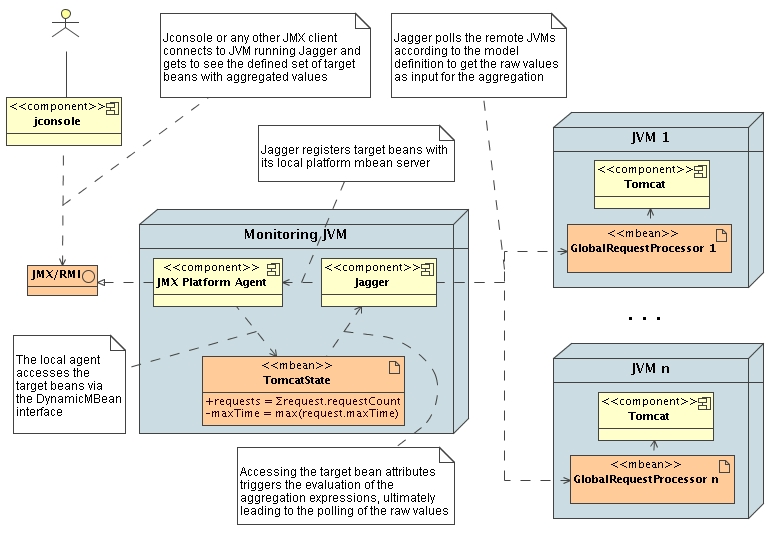 Jconsole or any other JMX client
connects to JVM running Jagger and
gets to see the defined set of target
beans with aggregated values
Jagger polls the remote JVMs
according to the model
definition to get the raw values
as input for the aggregation
<<component>>
jconsole
Jagger registers target beans with
its local platform mbean server
JVM 1
<<component>>
Tomcat
<<mbean>>
GlobalRequestProcessor 1
Monitoring JVM
JMX/RMI
<<component>>
JMX Platform Agent
<<component>>
Jagger
. . .
The local agent
accesses the
target beans via
the DynamicMBean
interface
<<mbean>>
TomcatState
+requests = Σrequest.requestCount
-maxTime = max(request.maxTime)
JVM n
<<component>>
Tomcat
<<mbean>>
GlobalRequestProcessor n
Accessing the target bean attributes
triggers the evaluation of the
aggregation expressions, ultimately
leading to the polling of the raw values